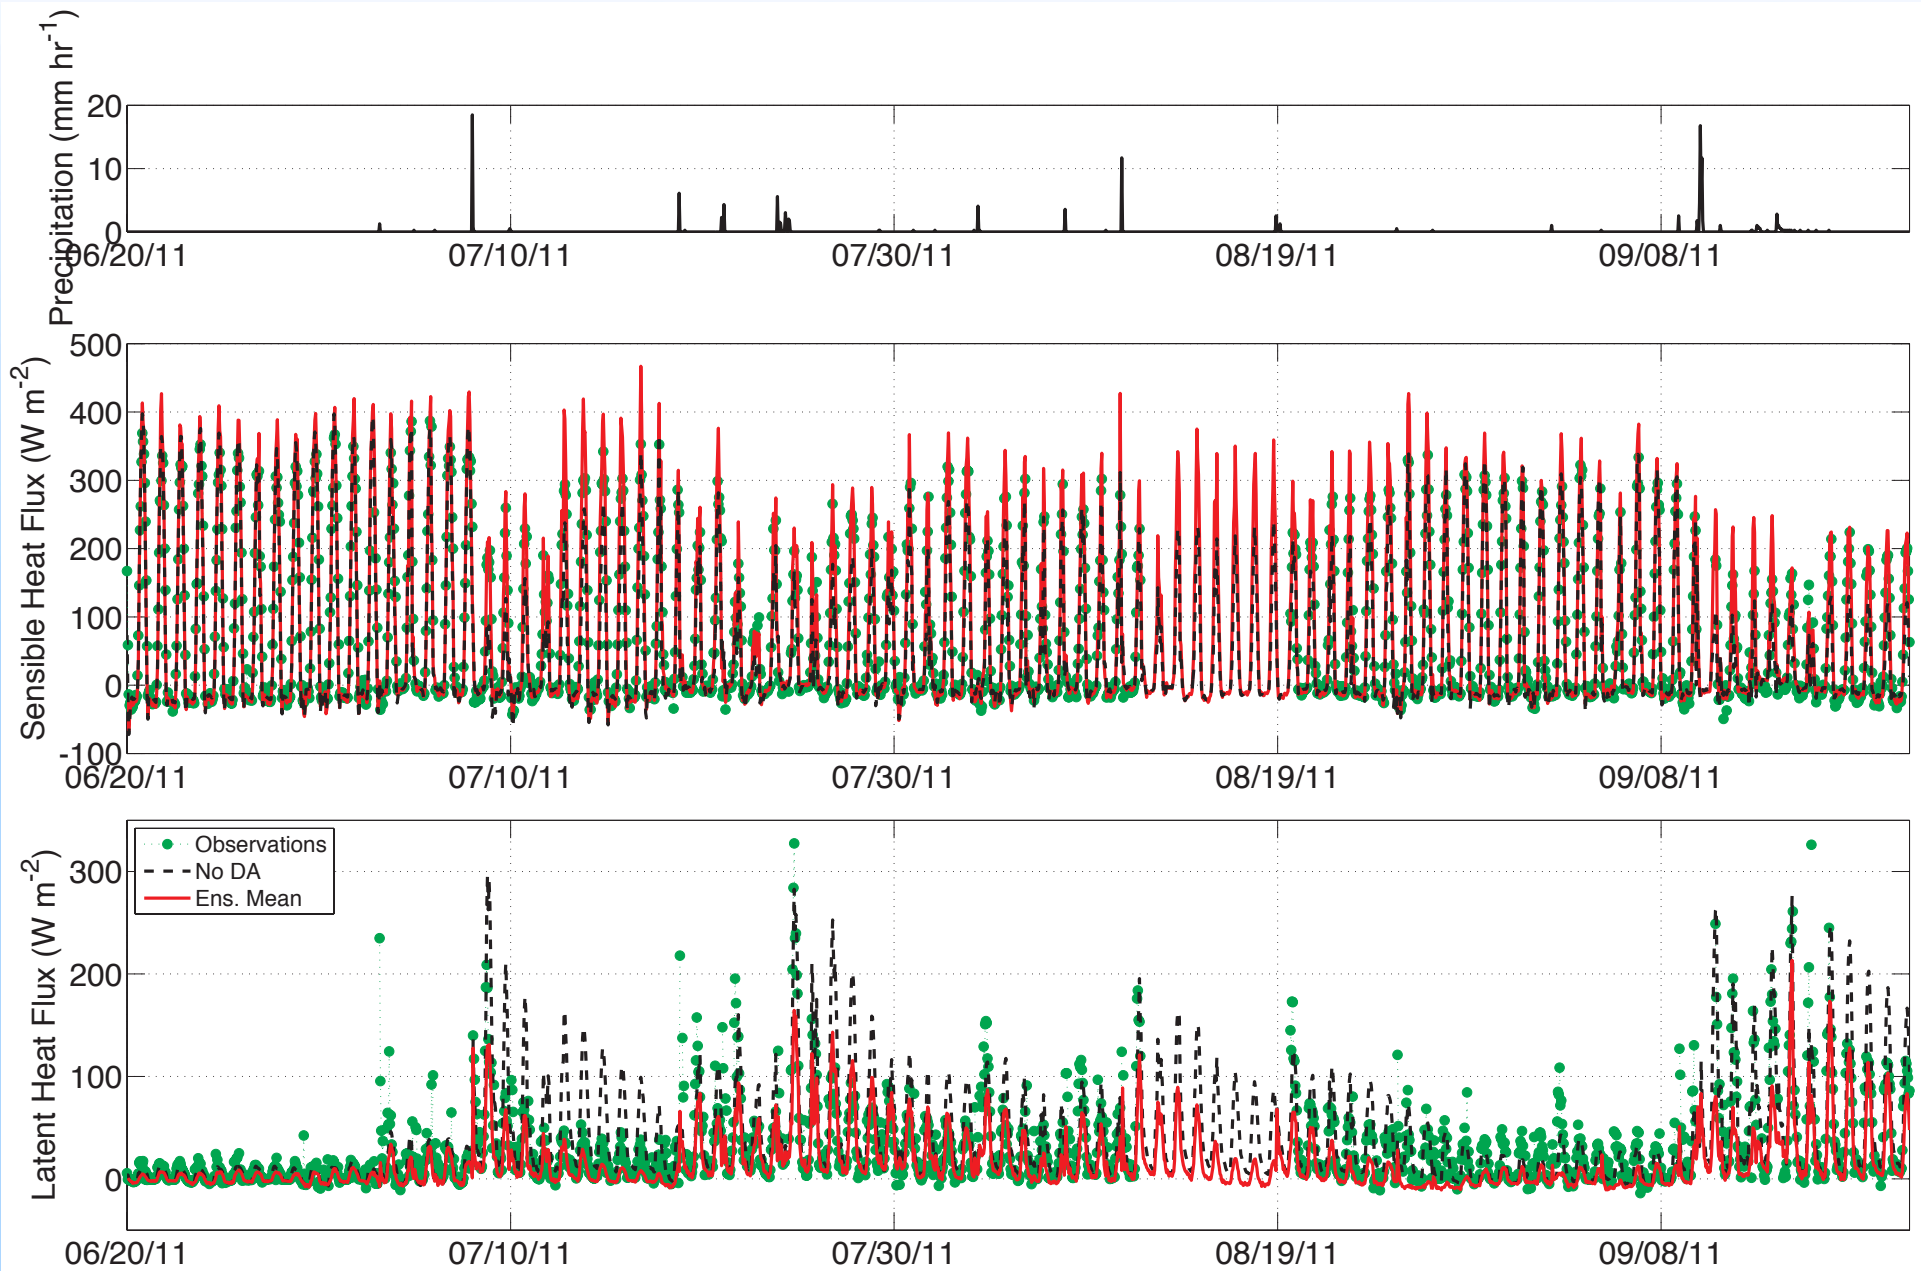 Precipitation (mm hr-1)
20
10
0
06/20/11 07/10/11 07/30/11 08/19/11 09/08/11
Sensible Heat Flux (W m-2)
500
400
300
200
100
0
-100
06/20/11 07/10/11 07/30/11 08/19/11 09/08/11
Latent Heat Flux (W m-2)
Observations
No DA
Ens. Mean
300
200
100
0
06/20/11 07/10/11 07/30/11 08/19/11 09/08/11